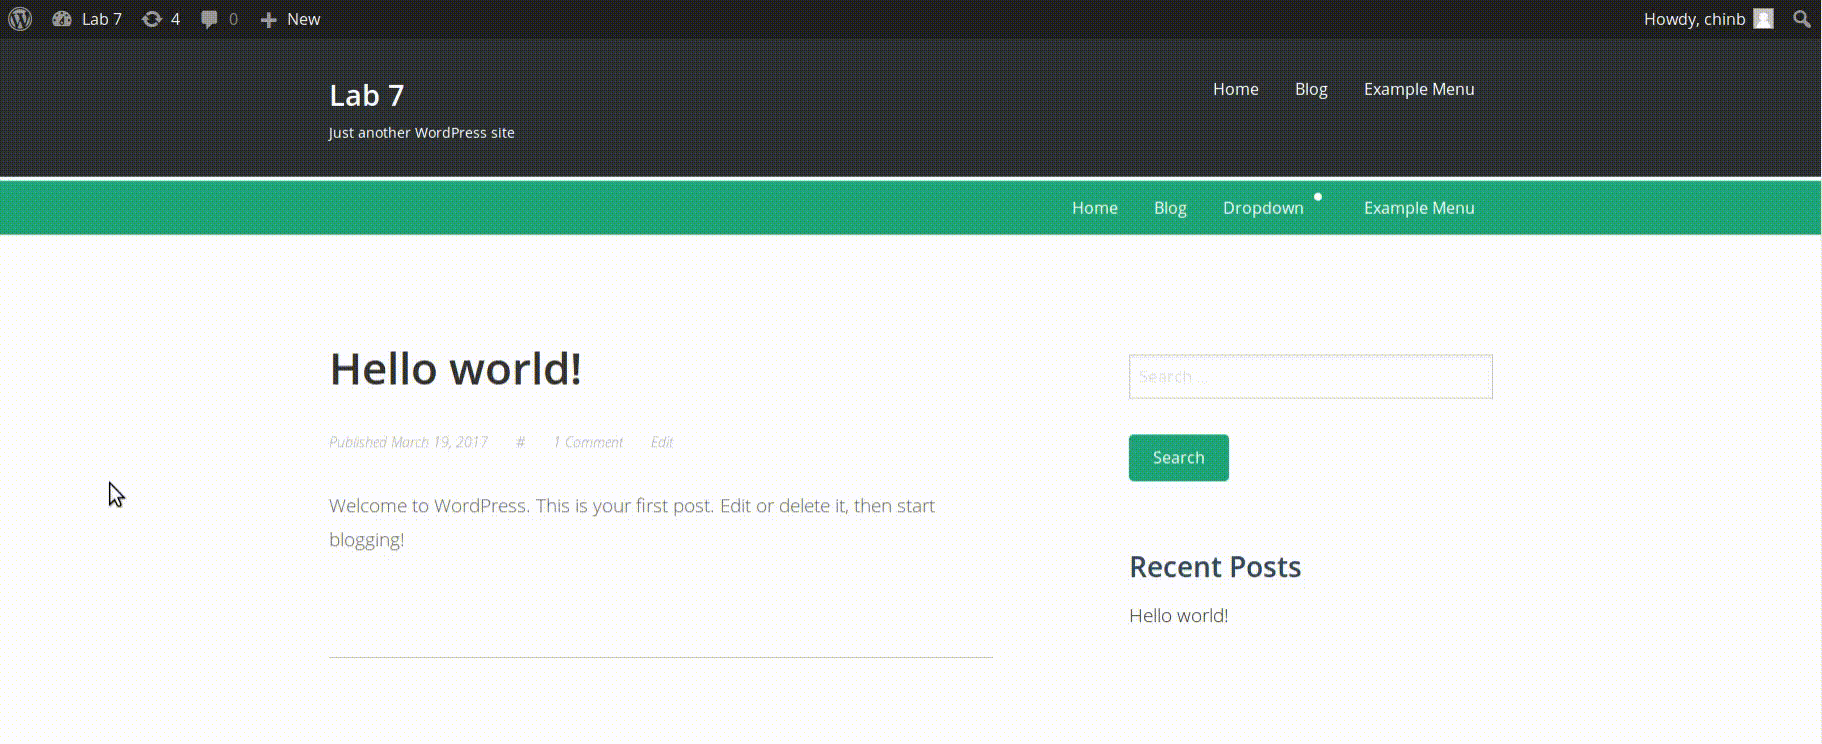 Lab 7 4 0 New Howdy, chinb
Lab 7
Just another WordPress site
Home Blog Example Menu
Home Blog Dropdown Example Menu
Hello world!
Published March 19, 2017 # 1 Comment Edit
Welcome to WordPress. This is your first post. Edit or delete it, then start
blogging!
Search ...
Search
Recent Posts
Hello world!